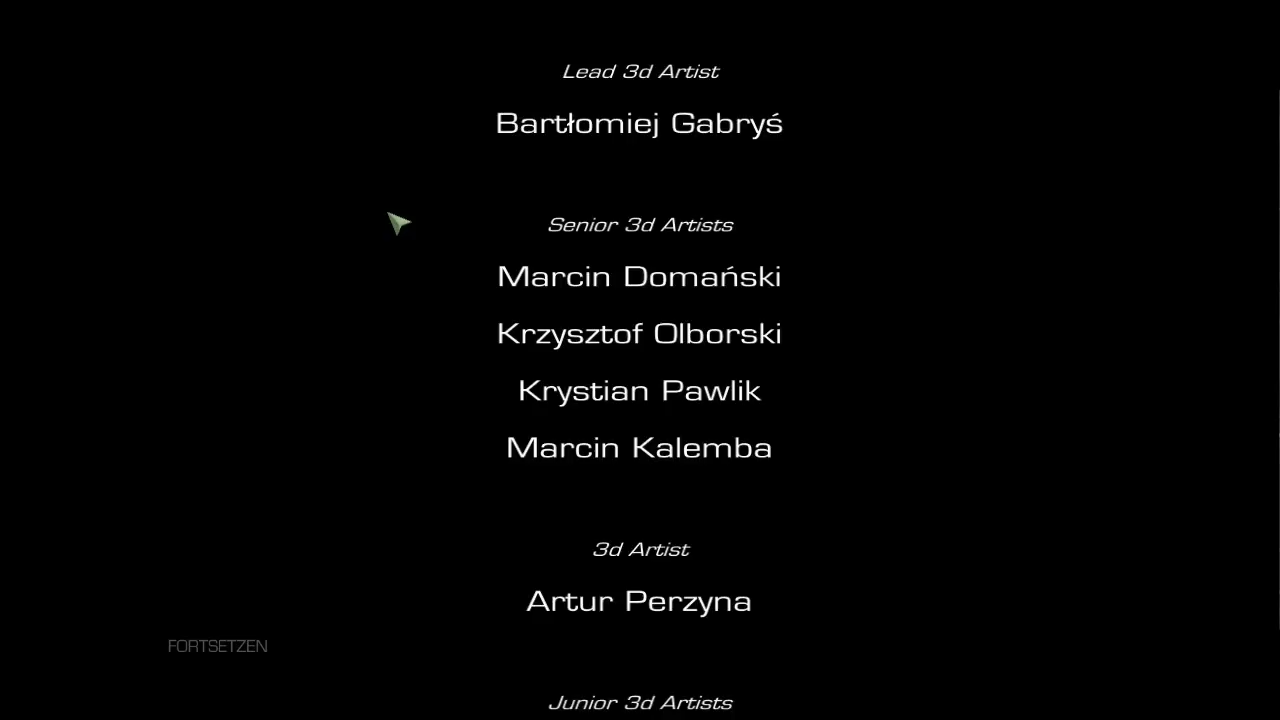 Lead 3d Artist
Bartłomiej Gabryś
Senior 3d Artists
Marcin Domański
Krzysztof Olborski
Krystian Pawlik
Marcin Kalemba
3d Artist
Artur Perzyna
FORTSETZEN
Junior 3d Artists